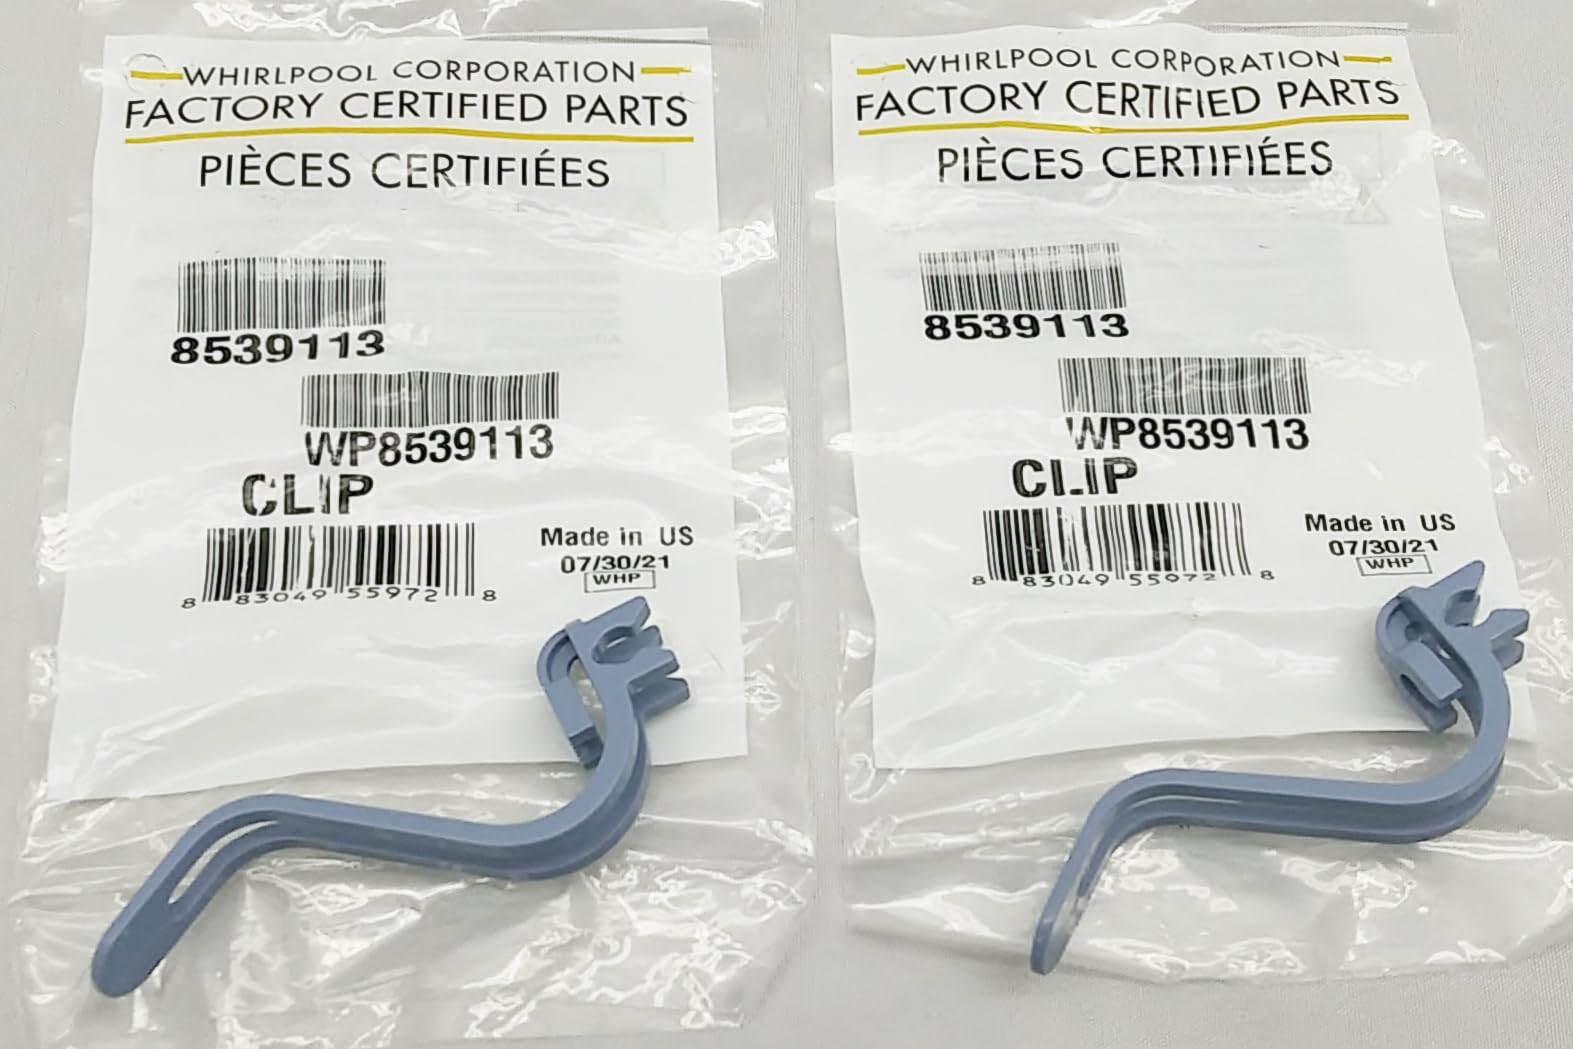 WHIRLPOOL CORPORATION
FACTORY CERTIFIED PARTS
PIÈCES CERTIFIÉES
8539113
WP8539113
CLIP
Made in US
07/30/21
WHP
8 83049 55972 8
WHIRLPOOL CORPORATION
FACTORY CERTIFIED PARTS
PIÈCES CERTIFIÉES
8539113
WP8539113
CLIP
Made in US
07/30/21
WHP
8 83049 55972 8